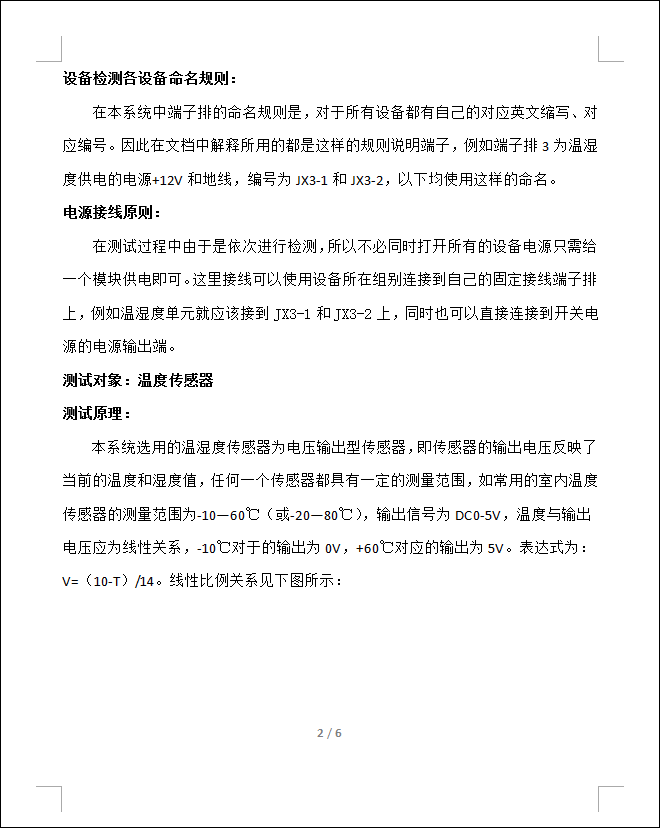 设备检测各设备命名规则：
在本系统中端子排的命名规则是，对于所有设备都有自己的对应英文缩写、对
应编号。因此在文档中解释所用的都是这样的规则说明端子，例如端子排 3 为温湿
度供电的电源+12V 和地线，编号为 JX3-1 和 JX3-2，以下均使用这样的命名。
电源接线原则：
在测试过程中由于是依次进行检测，所以不必同时打开所有的设备电源只需给
一个模块供电即可。这里接线可以使用设备所在组别连接到自己的固定接线端子排
上，例如温湿度单元就应该接到 JX3-1 和 JX3-2 上，同时也可以直接连接到开关电
源的电源输出端。
测试对象：温度传感器
测试原理：
本系统选用的温湿度传感器为电压输出型传感器，即传感器的输出电压反映了
当前的温度和湿度值，任何一个传感器都具有一定的测量范围，如常用的室内温度
传感器的测量范围为-10—60℃（或-20—80℃），输出信号为 DC0-5V，温度与输出
电压应为线性关系，-10℃对于的输出为 0V，+60℃对应的输出为 5V。表达式为：
V=（10-T）/14。线性比例关系见下图所示：
2 / 6